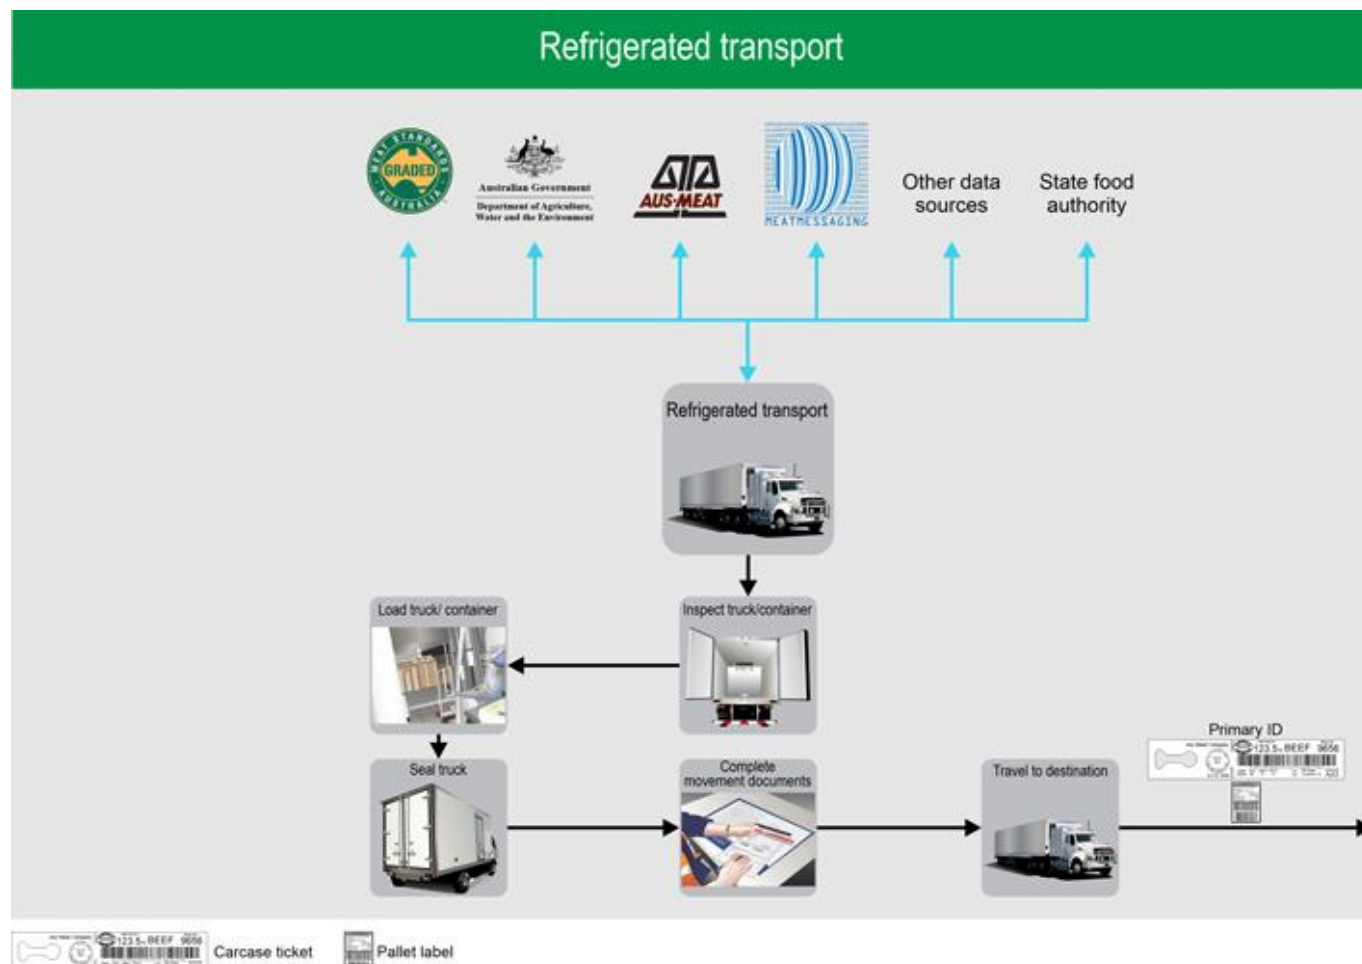 Refrigerated transport
MEAT STANDARDS
GRADED
AUSTRALIA
Australian Government
Department of Agriculture,
Water and the Environment
AUS-MEAT
MEATMESSAGING
Other data
sources
State food
authority
Refrigerated transport
Load truck/ container
Inspect truck/container
Primary ID
123.5 BEEF 9656
Seal truck
Complete
movement documents
Travel to destination
123.5 BEEF 9656
Carcase ticket
Pallet label